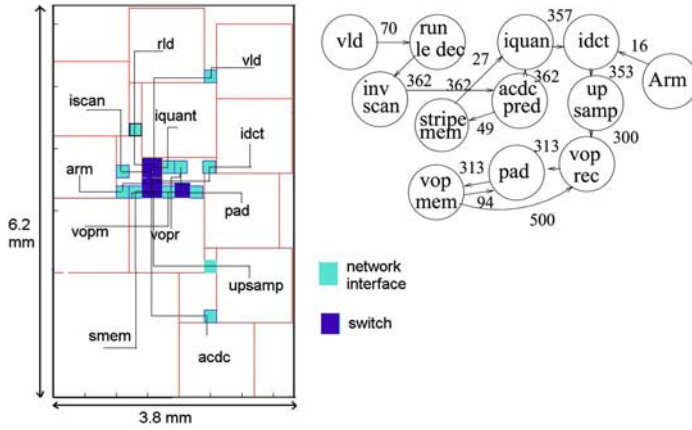 rld
vld
iscan
iquant
idct
arm
pad
vopm
vopr
upsamp
smem
acdc
6.2
mm
3.8 mm
network
interface
switch
vld
70
run
le dec
inv
scan
362
362
27
stripe
mem
49
acdc
pred
362
iquan
357
idct
16
Arm
353
up
samp
300
vop
rec
313
pad
313
94
vop
mem
500